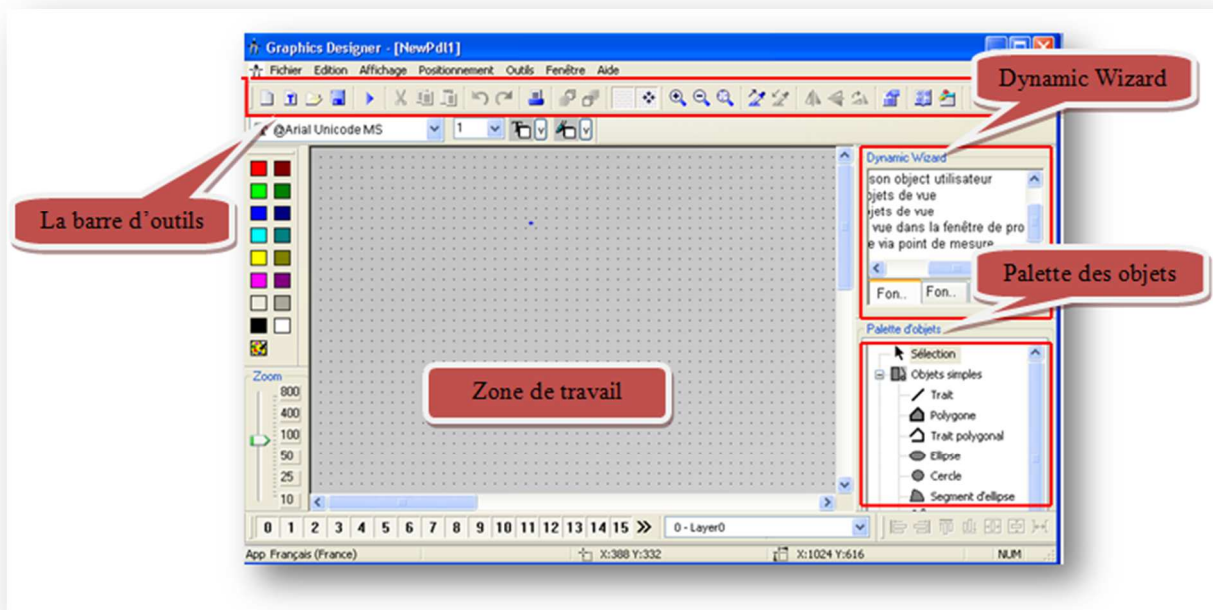 Graphics Designer - [NewPdl1]
Fichier Edition Affichage Positionnement Outils Fenêtre Aide
Dynamic Wizard
@Arial Unicode MS 1
La barre d'outils
Dynamic Wizard
son object utilisateur
ojets de vue
jets de vue
vue dans la fenêtre de pro
e via point de mesure
Fon.. Fon..
Palette des objets
Palette d'objets
Sélection
Objets simples
Trait
Polygone
Trait polygonal
Ellipse
Cercle
Segment d'ellipse
Zone de travail
Zoom
800
400
100
50
25
10
0 1 2 3 4 5 6 7 8 9 10 11 12 13 14 15 0 - Layer0
App Français (France) X:388 Y:332 X:1024 Y:616 NUM